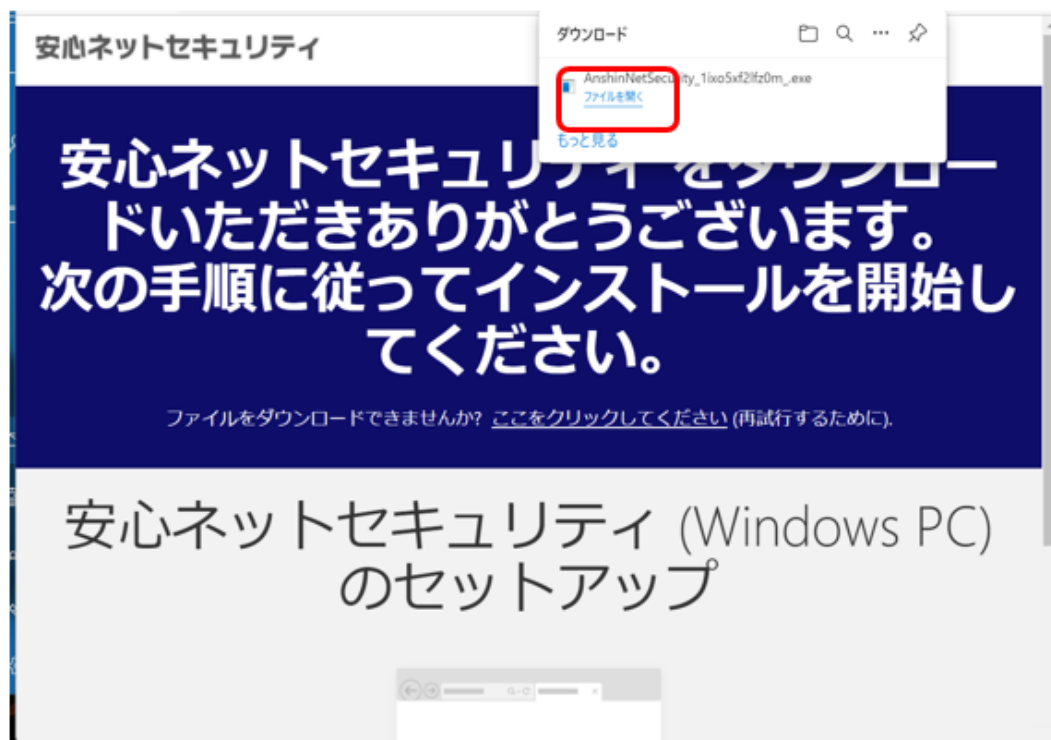 安心ネットセキュリティ
ダウンロード
AnshinNetSecurity_1ixo5xf2lfz0m_.exe
ファイルを開く
もっと見る
安心ネットセキュリティ をダウンロー
ドいただきありがとうございます。
次の手順に従ってインストールを開始し
てください。
ファイルをダウンロードできませんか? ここをクリックしてください (再試行するために).
安心ネットセキュリティ (Windows PC)
のセットアップ